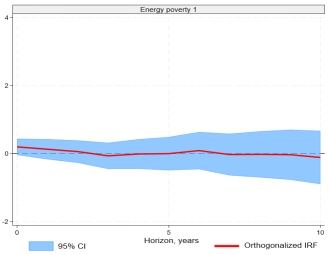 Energy poverty 1
4
2
0
-2
0
5
10
Horizon, years
95% CI
Orthogonalized IRF